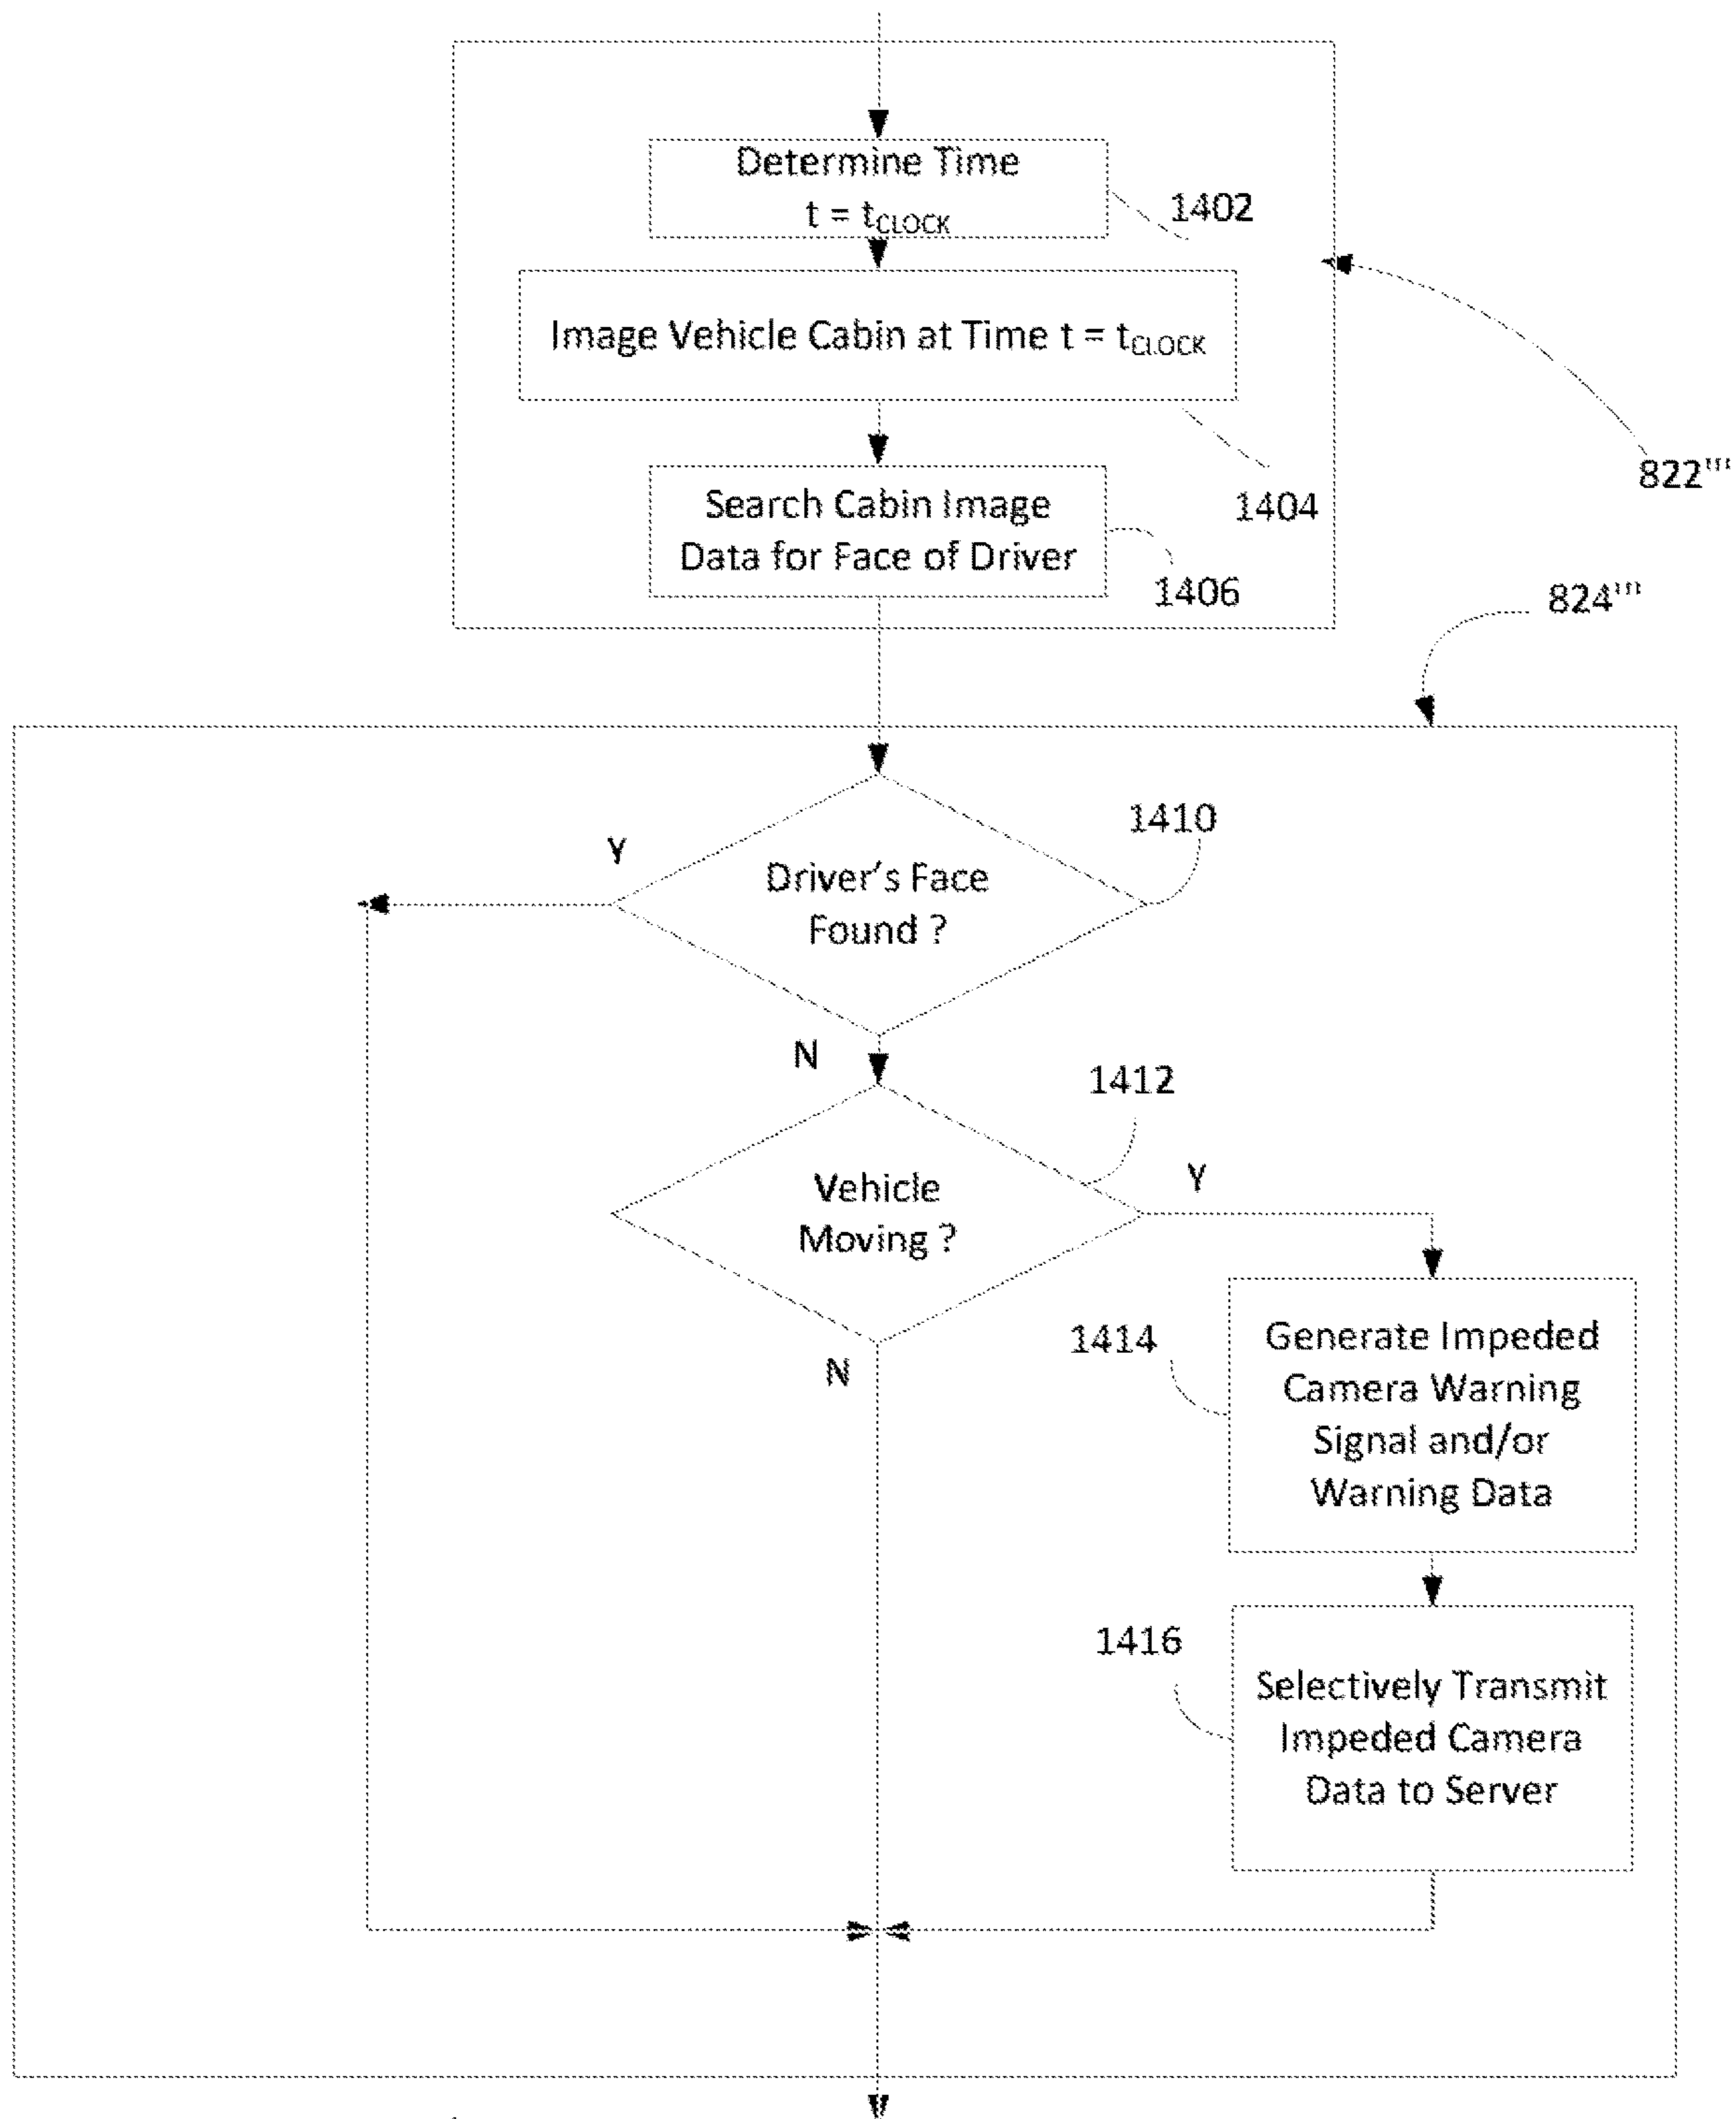 Determine Time
t = tCLOCK
1402
Image Vehicle Cabin at Time t = tCLOCK
1404
822'''
Search Cabin Image
Data for Face of Driver
1406
824'''
1410
Y
Driver's Face
Found ?
N
1412
Vehicle
Moving ?
Y
N
1414
Generate Impeded
Camera Warning
Signal and/or
Warning Data
1416
Selectively Transmit
Impeded Camera
Data to Server